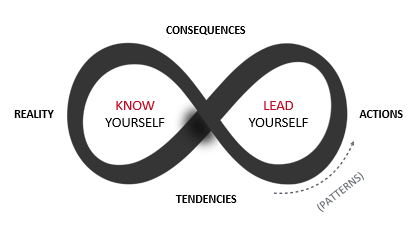 CONSEQUENCES
KNOW
YOURSELF
LEAD
YOURSELF
REALITY
ACTIONS
TENDENCIES
(PATTERNS)